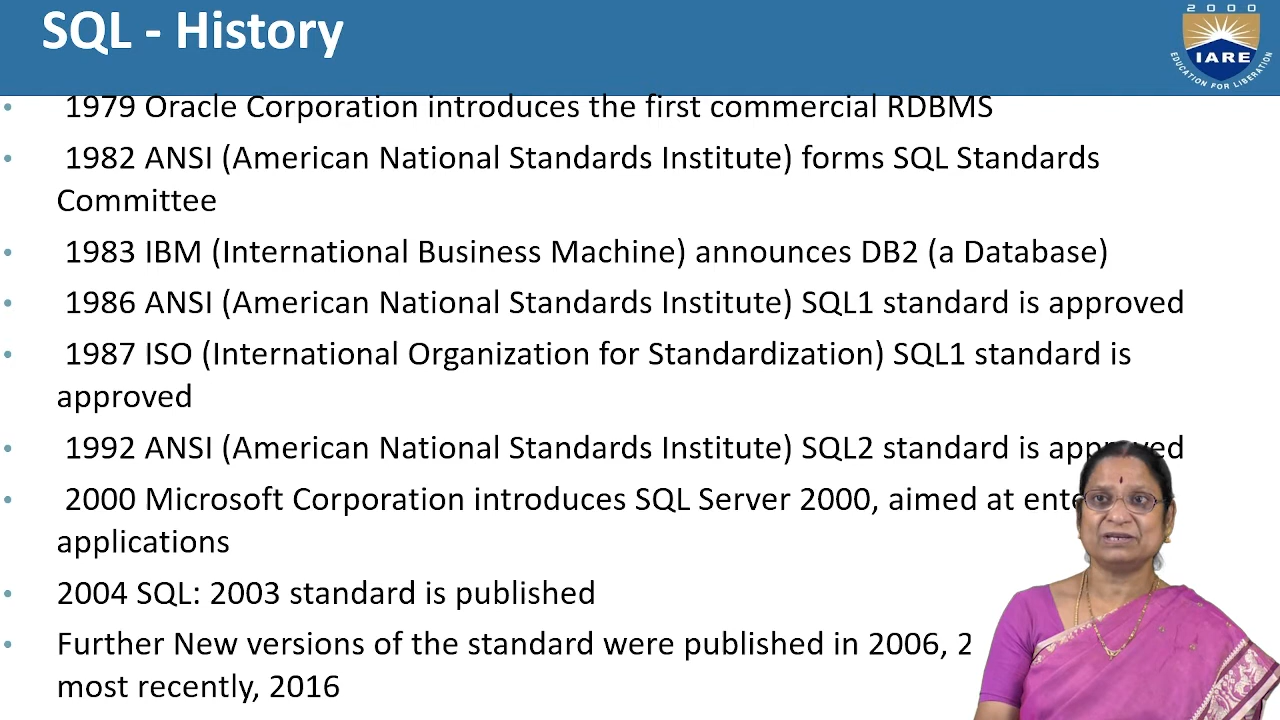 SQL - History
2000
IARE
EDUCATION FOR LIBERATION
1979 Oracle Corporation introduces the first commercial RDBMS
1982 ANSI (American National Standards Institute) forms SQL Standards
Committee
1983 IBM (International Business Machine) announces DB2 (a Database)
1986 ANSI (American National Standards Institute) SQL1 standard is approved
1987 ISO (International Organization for Standardization) SQL1 standard is
approved
1992 ANSI (American National Standards Institute) SQL2 standard is approved
2000 Microsoft Corporation introduces SQL Server 2000, aimed at
applications
2004 SQL: 2003 standard is published
Further New versions of the standard were published in 2006, 2
most recently, 2016